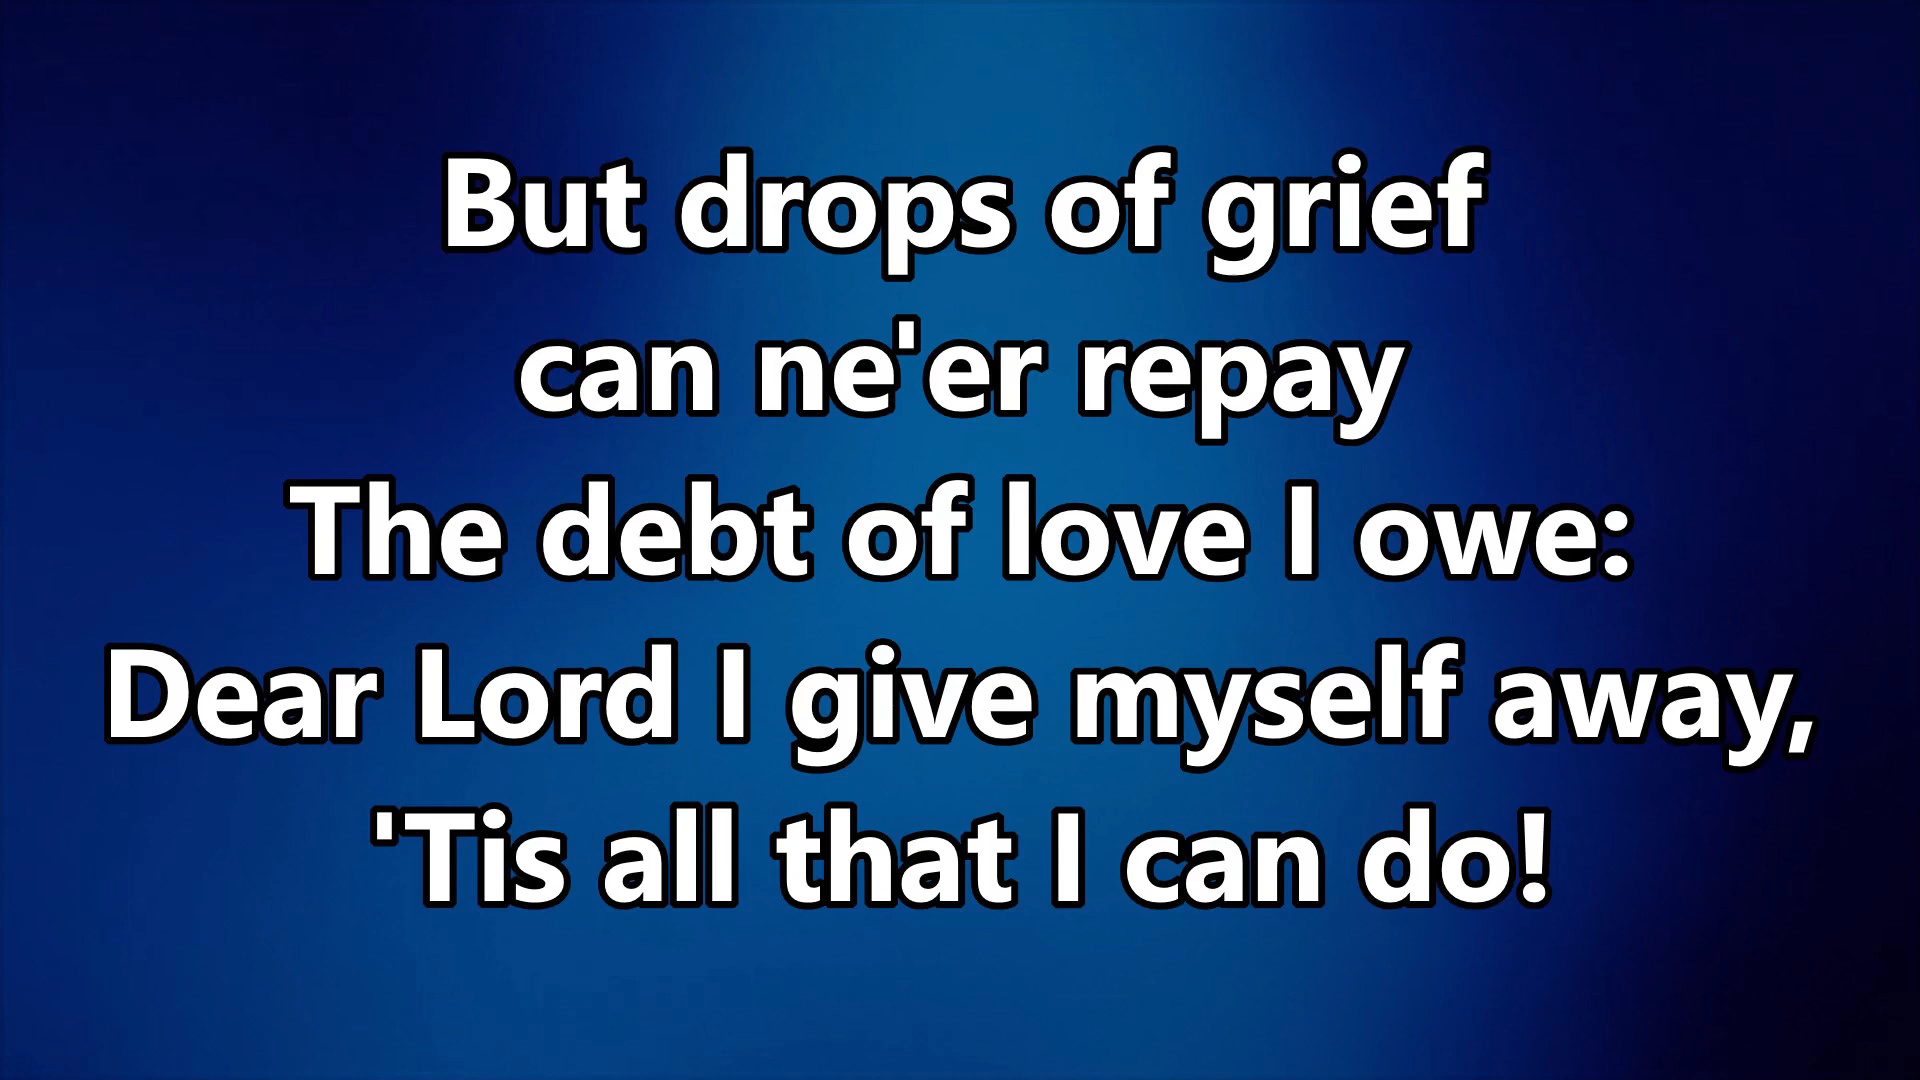 But drops of grief
can ne'er repay
The debt of love I owe:
Dear Lord I give myself away,
'Tis all that I can do!